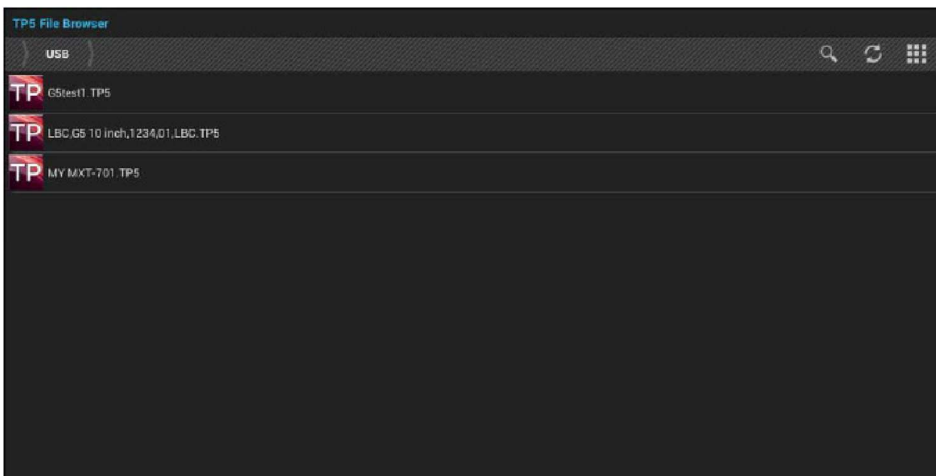 TP5 File Browser
USB
TP G5test1.TP5
TP LBC,G5 10 inch,1234,01,LBC.TP5
TP MY MXT-701.TP5